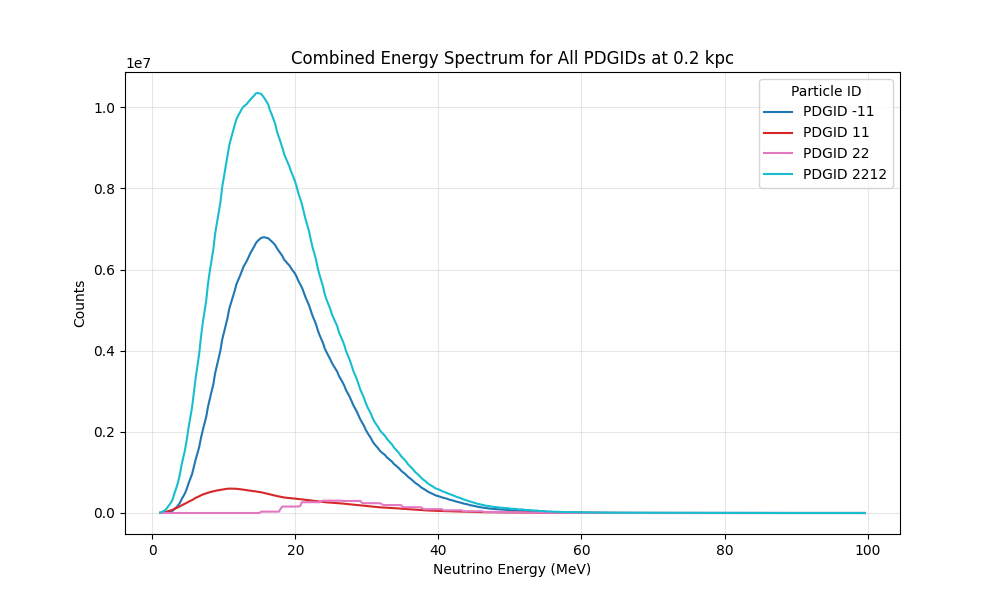 Combined Energy Spectrum for All PDGIDs at 0.2 kpc
1e7
Particle ID
PDGID -11
PDGID 11
PDGID 22
PDGID 2212
1.0
0.8
0.6
0.4
0.2
0.0
Counts
0 20 40 60 80 100
Neutrino Energy (MeV)